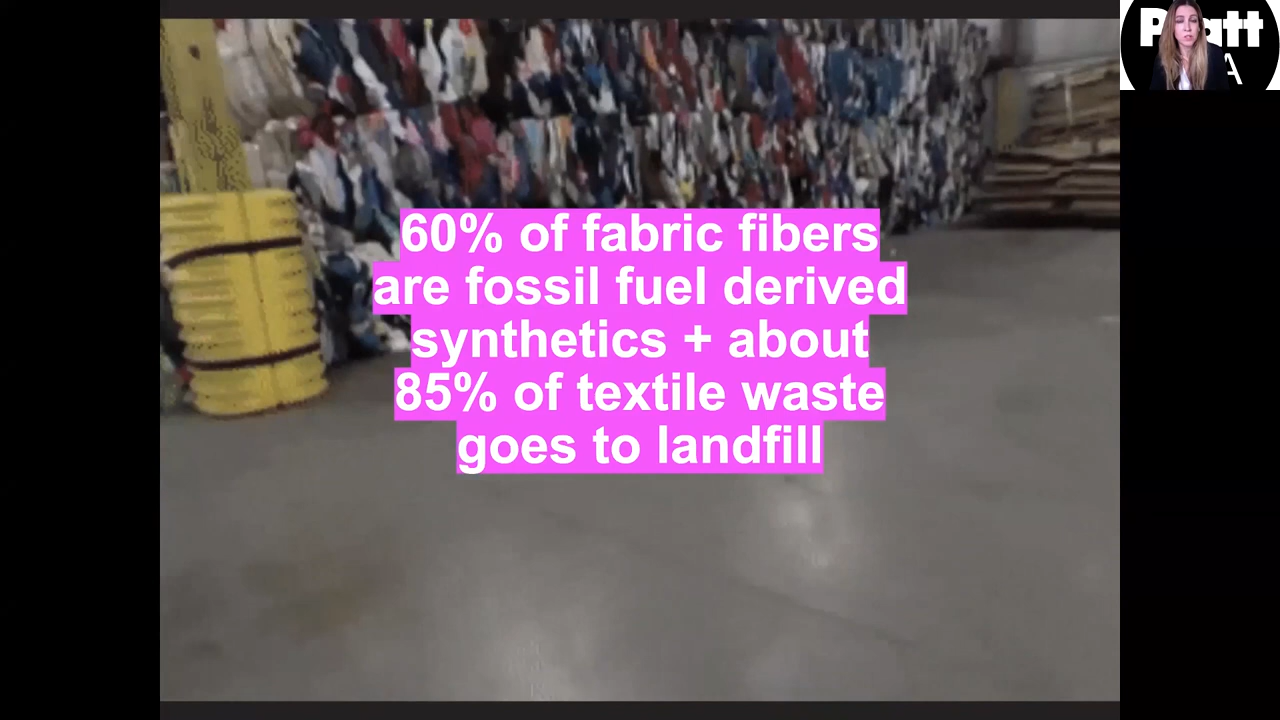 60% of fabric fibers
are fossil fuel derived
synthetics + about
85% of textile waste
goes to landfill